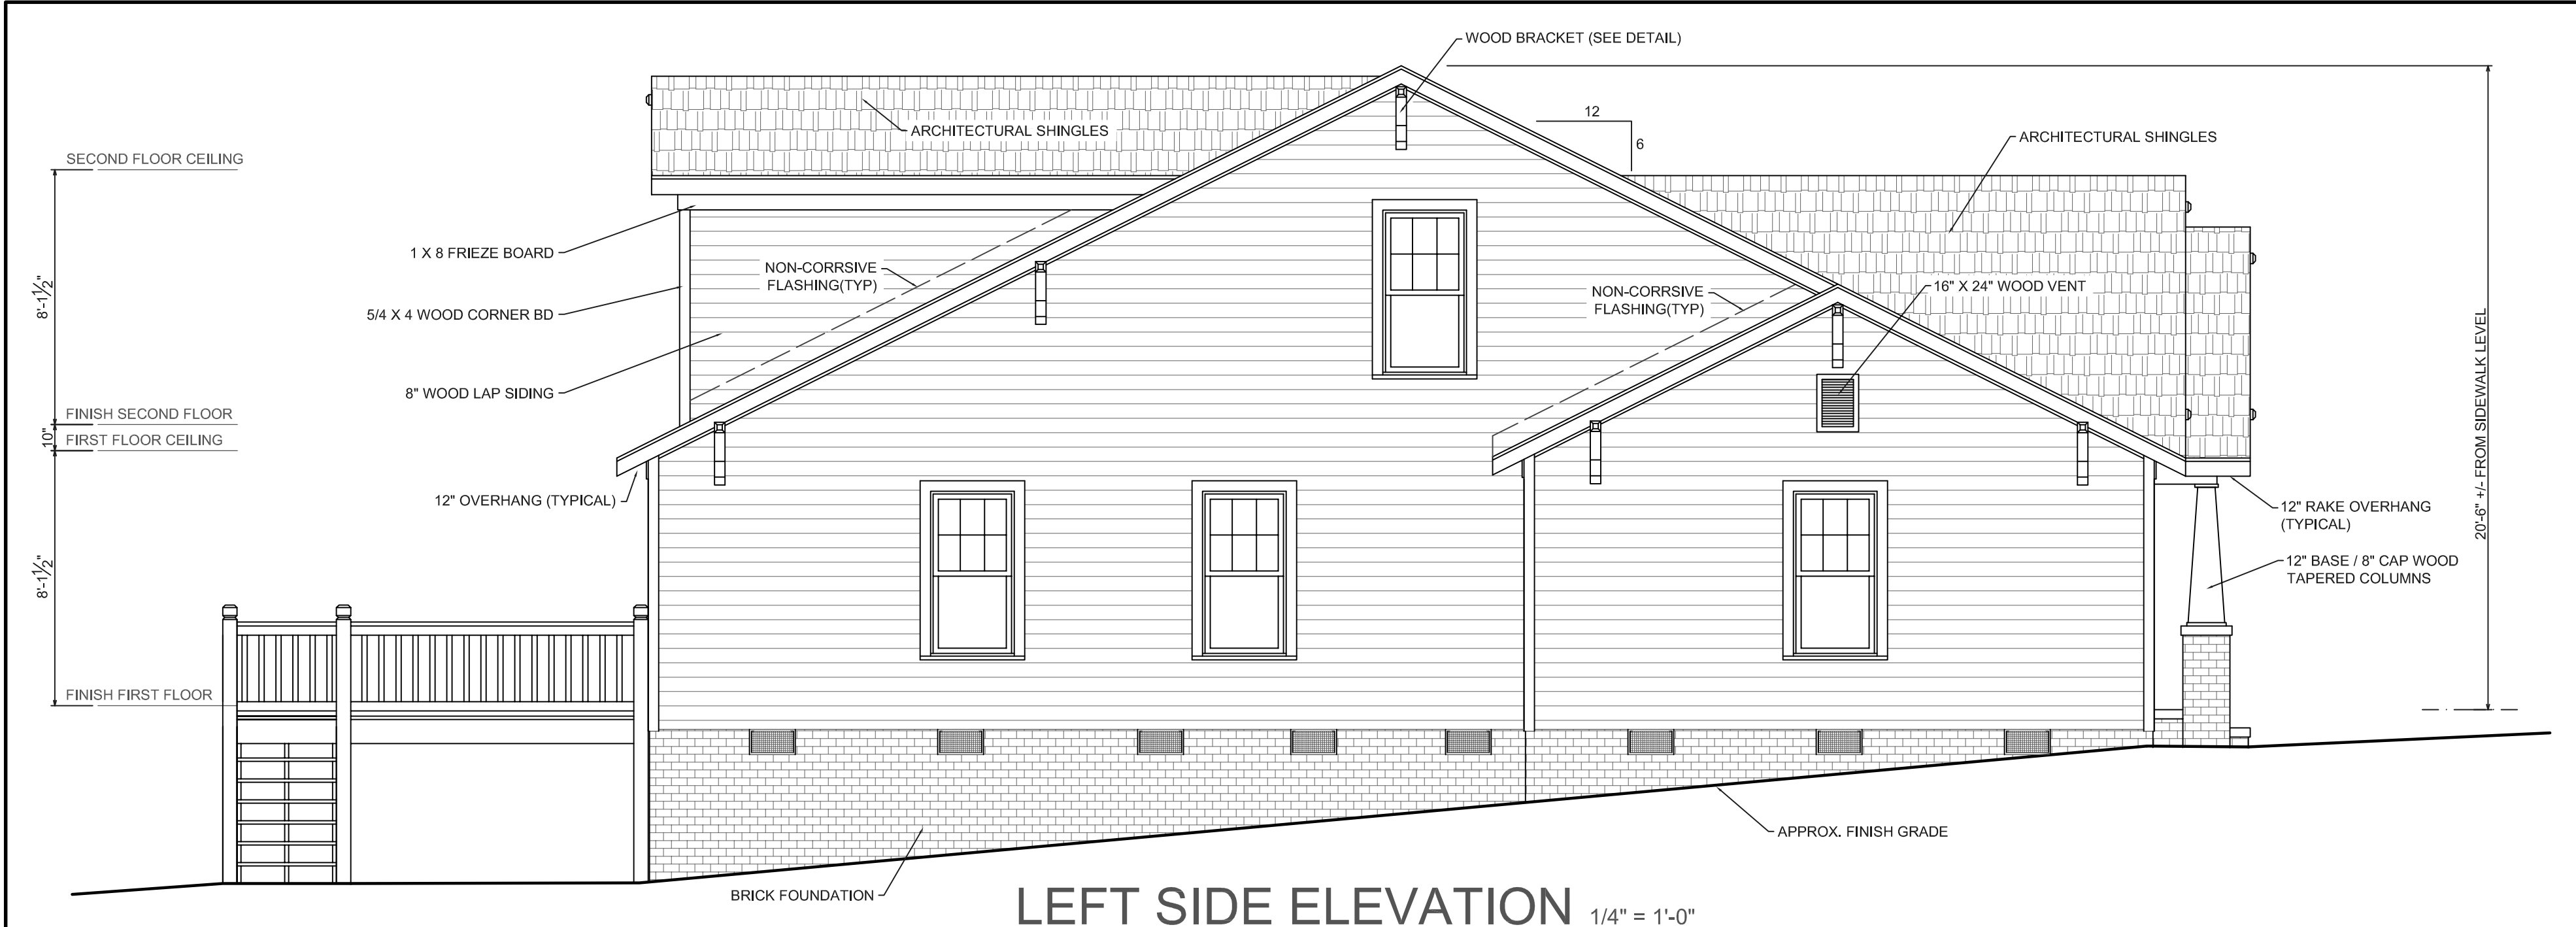 WOOD BRACKET (SEE DETAIL)
12
6
ARCHITECTURAL SHINGLES
ARCHITECTURAL SHINGLES
SECOND FLOOR CEILING
1 X 8 FRIEZE BOARD
NON-CORRSIVE
FLASHING(TYP)
8'-1½"
5/4 X 4 WOOD CORNER BD
NON-CORRSIVE
FLASHING(TYP)
16" X 24" WOOD VENT
20'-6" +/- FROM SIDEWALK LEVEL
8" WOOD LAP SIDING
FINISH SECOND FLOOR
10"
FIRST FLOOR CEILING
12" OVERHANG (TYPICAL)
12" RAKE OVERHANG
(TYPICAL)
8'-1½"
12" BASE / 8" CAP WOOD
TAPERED COLUMNS
FINISH FIRST FLOOR
APPROX. FINISH GRADE
BRICK FOUNDATION
LEFT SIDE ELEVATION 1/4" = 1'-0"